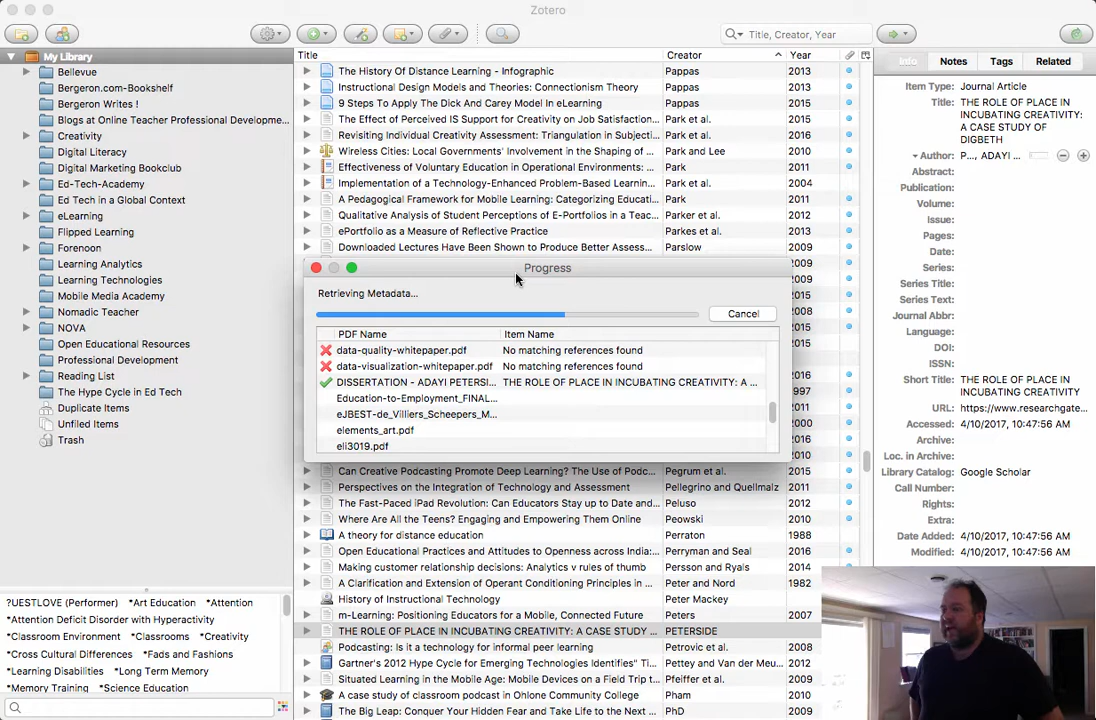 Zotero
Title, Creator, Year
My Library
Bellevue
Bergeron.com-Bookshelf
Bergeron Writes !
Blogs at Online Teacher Professional Developme...
Creativity
Digital Literacy
Digital Marketing Bookclub
Ed-Tech-Academy
Ed Tech in a Global Context
eLearning
Flipped Learning
Forenoon
Learning Analytics
Learning Technologies
Mobile Media Academy
Nomadic Teacher
NOVA
Open Educational Resources
Professional Development
Reading List
The Hype Cycle in Ed Tech
Duplicate Items
Unfiled Items
Trash
?UESTLOVE (Performer) *Art Education *Attention
*Attention Deficit Disorder with Hyperactivity
*Classroom Environment *Classrooms *Creativity
*Cross Cultural Differences *Fads and Fashions
*Learning Disabilities *Long Term Memory
*Memory Training *Science Education
Title Creator Year
The History Of Distance Learning - Infographic Pappas 2013
Instructional Design Models and Theories: Connectionism Theory Pappas 2013
9 Steps To Apply The Dick And Carey Model In eLearning Pappas 2013
The Effect of Perceived IS Support for Creativity on Job Satisfaction... Park et al. 2015
Revisiting Individual Creativity Assessment: Triangulation in Subjecti... Park et al. 2015
Wireless Cities: Local Governments' Involvement in the Shaping of ... Park and Lee 2010
Effectiveness of Voluntary Education in Operational Environments: ... Park et al. 2011
Implementation of a Technology-Enhanced Problem-Based Learnin... Park et al. 2004
A Pedagogical Framework for Mobile Learning: Categorizing Educati... Park 2011
Qualitative Analysis of Student Perceptions of E-Portfolios in a Teac... Parker et al. 2012
ePortfolio as a Measure of Reflective Practice Parkes et al. 2013
Downloaded Lectures Have Been Shown to Produce Better Assess... Parslow 2009
2009
2009
2015
2008
2015
2016
1997
2011
2015
2016
Progress
Retrieving Metadata...
Cancel
PDF Name Item Name
data-quality-whitepaper.pdf No matching references found
data-visualization-whitepaper.pdf No matching references found
DISSERTATION - ADAYI PETERSI... THE ROLE OF PLACE IN INCUBATING CREATIVITY: A ...
Education-to-Employment_FINAL...
eJBEST-de_Villiers_Scheepers_M...
elements_art.pdf
eli3019.pdf
Can Creative Podcasting Promote Deep Learning? The Use of Podc... Pegrum et al. 2015
Perspectives on the Integration of Technology and Assessment Pellegrino and Quellmalz 2010
The Fast-Paced iPad Revolution: Can Educators Stay up to Date and... Peluso 2012
Where Are All the Teens? Engaging and Empowering Them Online Peowski 2010
A theory for distance education Perraton 1988
Open Educational Practices and Attitudes to Openness across India:... Perryman and Seal 2016
Making customer relationship decisions: Analytics v rules of thumb Persson and Ryals 2014
A Clarification and Extension of Operant Conditioning Principles in ... Peter and Nord 1982
History of Instructional Technology Peter Mackey
m-Learning: Positioning Educators for a Mobile, Connected Future Peters 2007
THE ROLE OF PLACE IN INCUBATING CREATIVITY: A CASE STUDY ... PETERSIDE
Podcasting: Is it a technology for informal peer learning? Petrovic et al. 2008
Gartner's 2012 Hype Cycle for Emerging Technologies Identifies" Ti... Pettey and Van der Meu... 2012
Situated Learning in the Mobile Age: Mobile Devices on a Field Trip t... Pfeiffer et al. 2009
A case study of classroom podcast in Ohlone Community College Pham 2010
The Big Leap: Conquer Your Hidden Fear and Take Life to the Next ... PhD 2010
Info Notes Tags Related
Item Type: Journal Article
Title: THE ROLE OF PLACE IN
INCUBATING CREATIVITY:
A CASE STUDY OF
DIGBETH
Author: P..., ADAYI ...
Abstract:
Publication:
Volume:
Issue:
Pages:
Date:
Series:
Series Title:
Series Text:
Journal Abbr:
Language:
DOI:
ISSN:
Short Title: THE ROLE OF PLACE IN
INCUBATING CREATIVITY
URL: https://www.researchgate...
Accessed: 4/10/2017, 10:47:56 AM
Archive:
Loc. in Archive:
Library Catalog: Google Scholar
Call Number:
Rights:
Extra:
Date Added: 4/10/2017, 10:47:56 AM
Modified: 4/10/2017, 10:47:56 AM